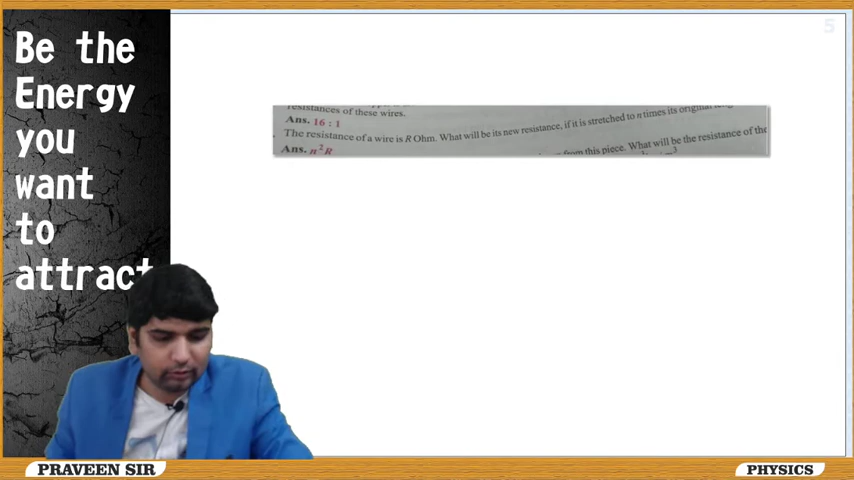 Be the
Energy
you
want
to
attract
5
resistances of these wires.
Ans. 16 : 1
The resistance of a wire is R Ohm. What will be its new resistance, if it is stretched to n times its original
from this piece. What will be the resistance of the
Ans. n²R
PRAVEEN SIR
PHYSICS